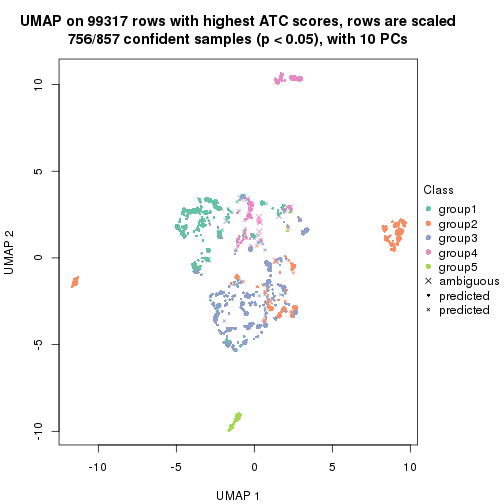 UMAP on 99317 rows with highest ATC scores, rows are scaled
756/857 confident samples (p < 0.05), with 10 PCs
10
5
0
-5
-10
UMAP 2
-10
-5
0
5
10
UMAP 1
Class
group1
group2
group3
group4
group5
ambiguous
predicted
predicted